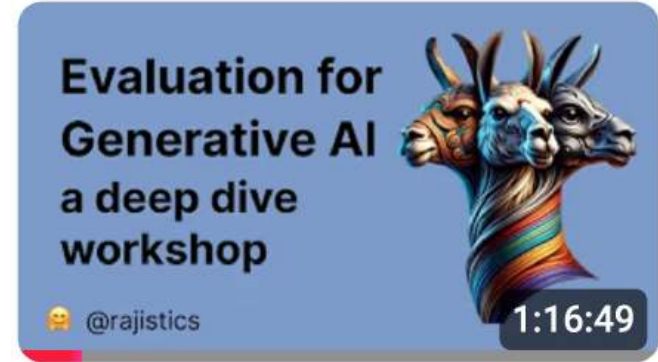 Evaluation for
Generative AI
a deep dive
workshop
🤗 @rajistics
1:16:49